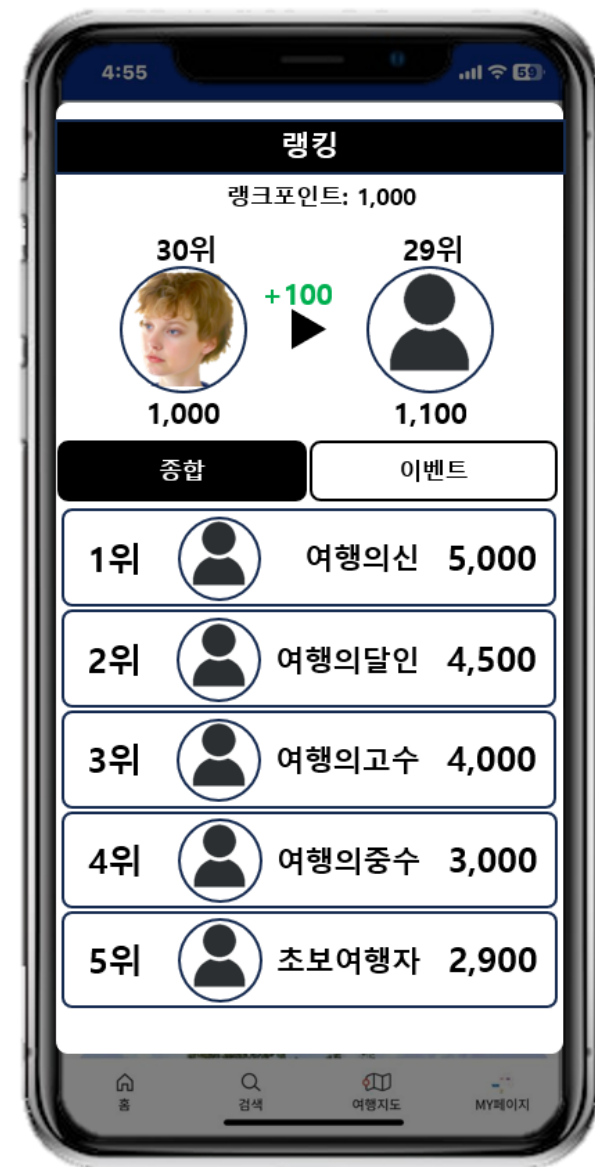 4:55
59
랭킹
랭크포인트: 1,000
30위
29위
+100
1,000
1,100
종합
이벤트
1위 여행의신 5,000
2위 여행의달인 4,500
3위 여행의고수 4,000
4위 여행의중수 3,000
5위 초보여행자 2,900
홈 검색 여행지도 MY페이지